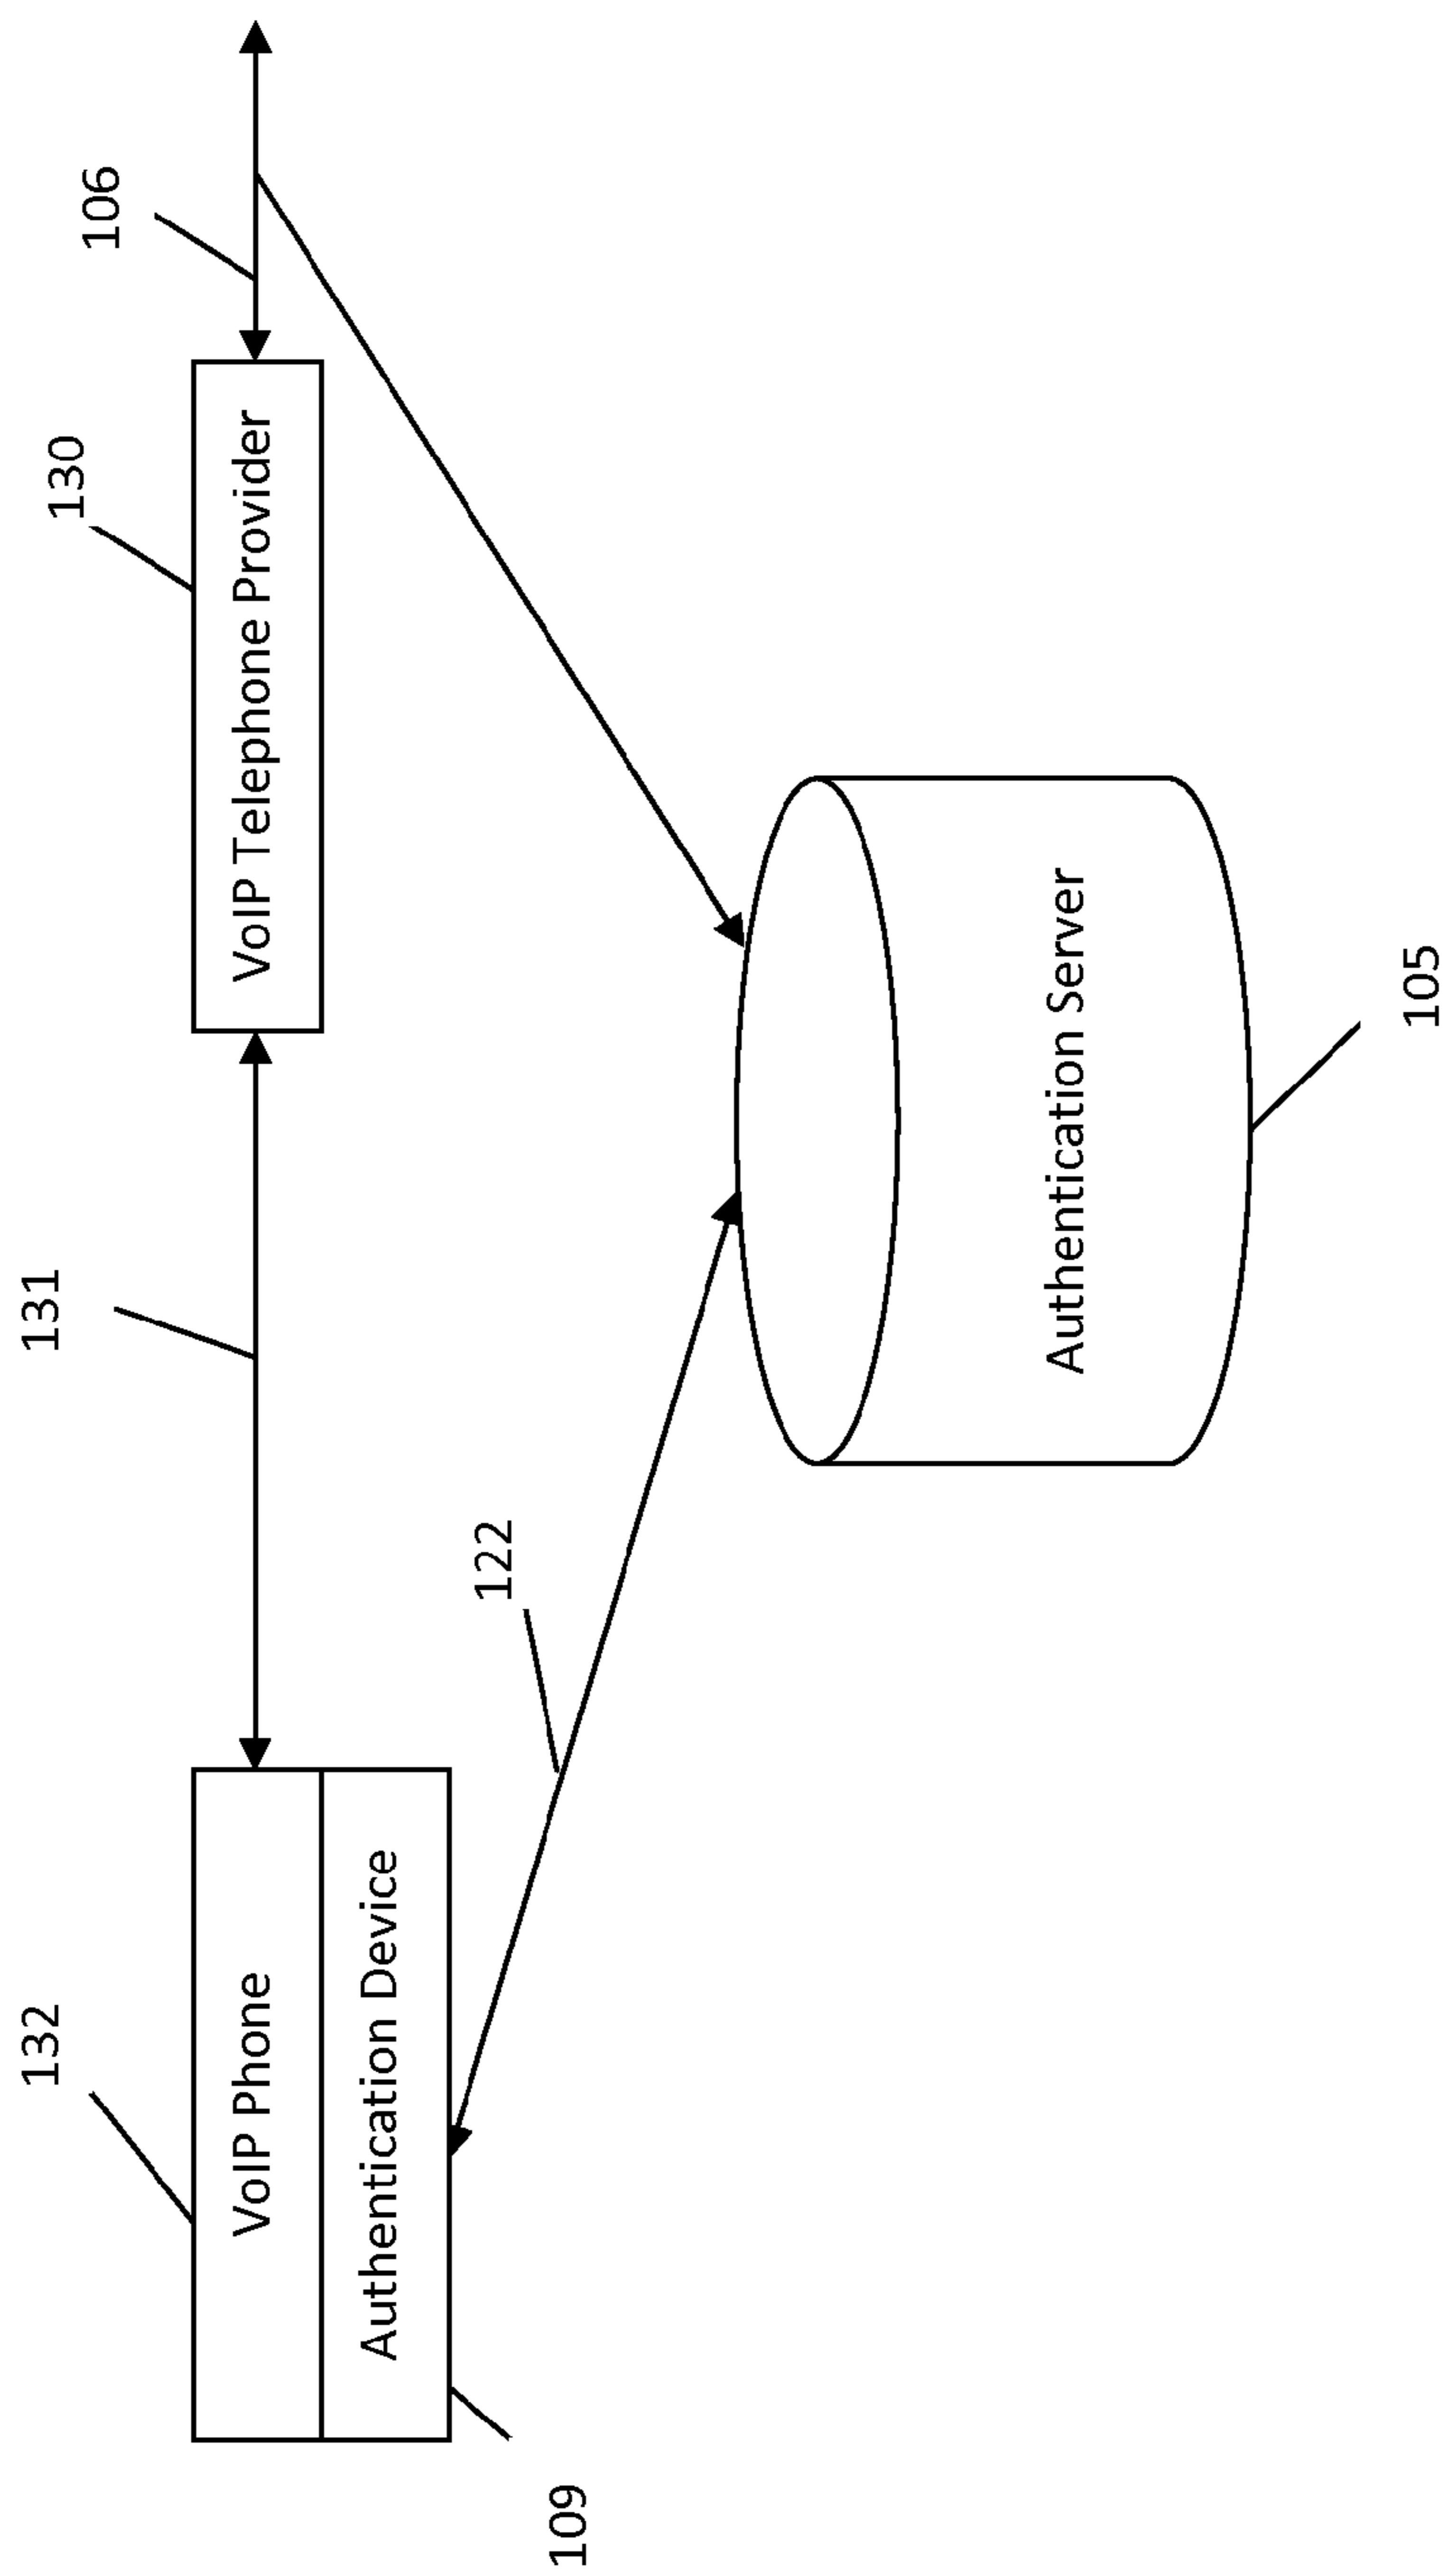 132
131
130
106
VoIP Phone
VoIP Telephone Provider
Authentication Device
122
109
Authentication Server
105